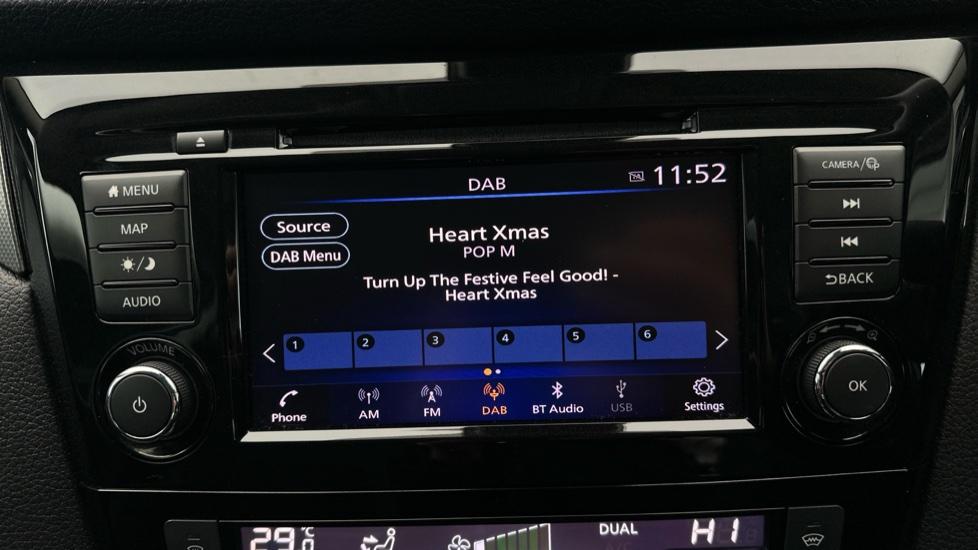 MENU
MAP
AUDIO
VOLUME
DAB
11:52
Source
DAB Menu
Heart Xmas
POP M
Turn Up The Festive Feel Good! -
Heart Xmas
1 2 3 4 5 6
Phone AM FM DAB BT Audio USB Settings
CAMERA/
BACK
OK
29 °C DUAL HI